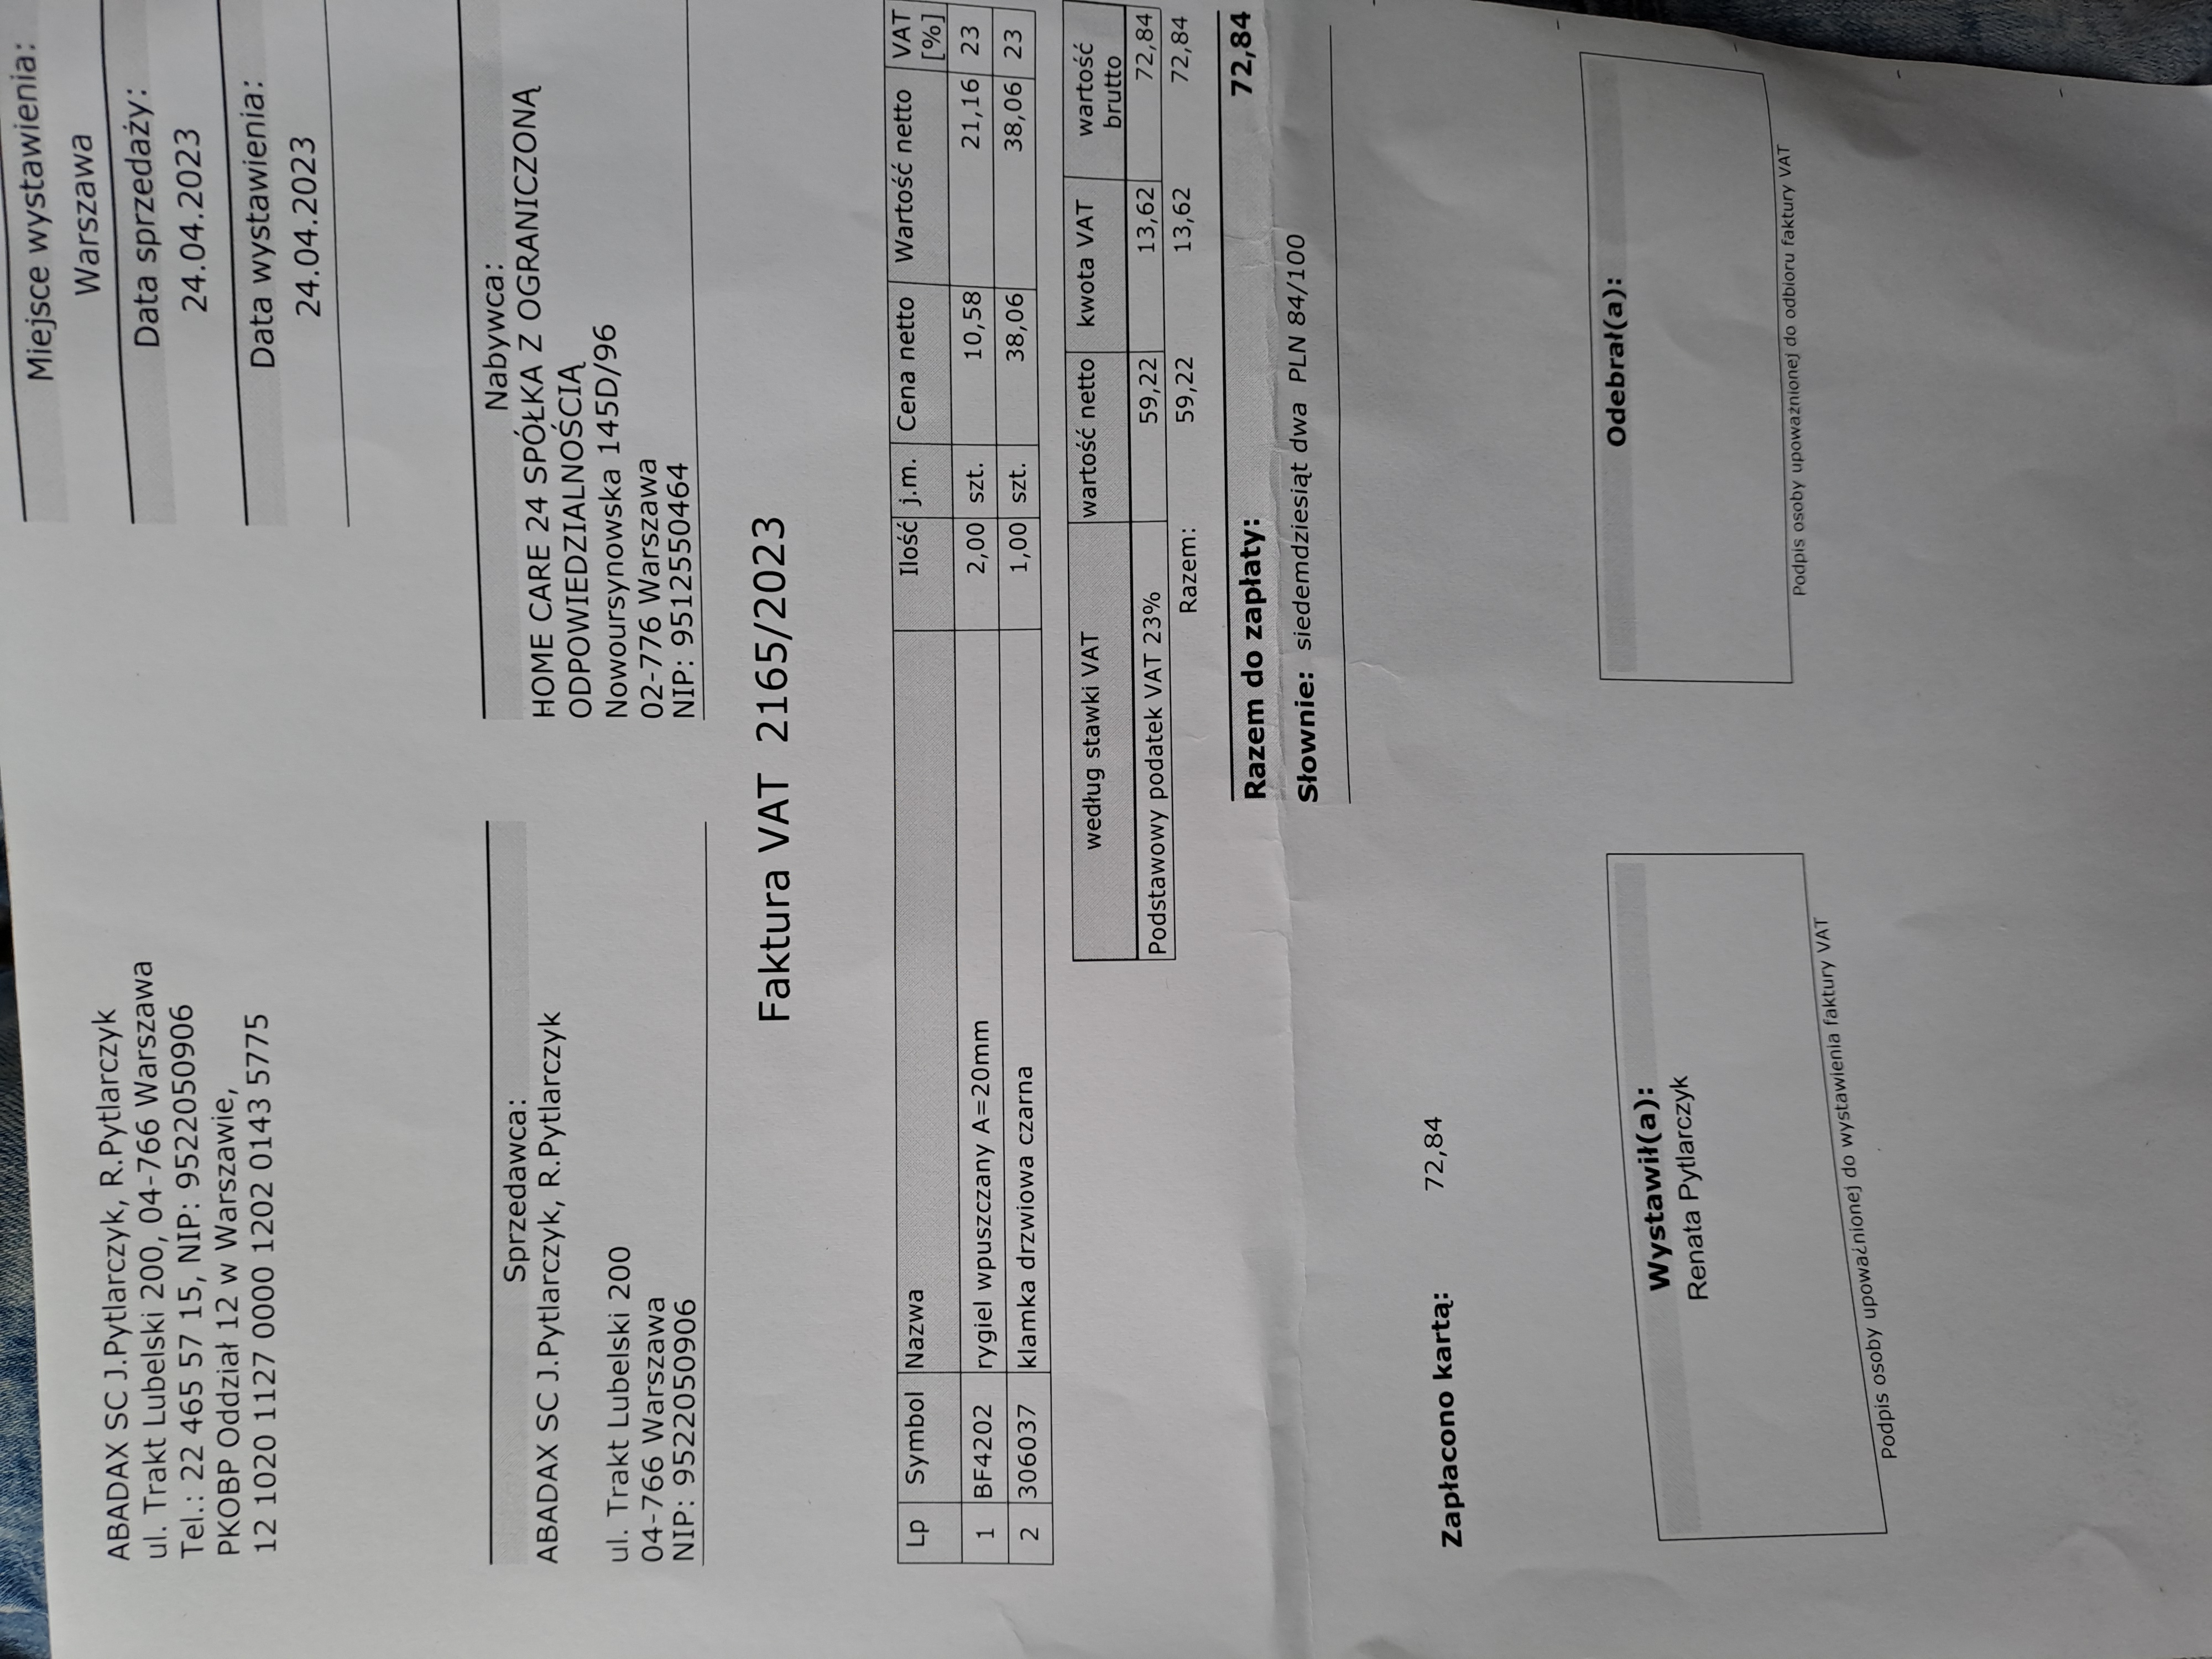 ABADAX SC J.Pytlarczyk, R.Pytlarczyk
ul. Trakt Lubelski 200, 04-766 Warszawa
Tel.: 22 465 57 15, NIP: 9522050906
PKOBP Oddział 12 w Warszawie,
12 1020 1127 0000 1202 0143 5775
Miejsce wystawienia:
Warszawa
Data sprzedaży:
24.04.2023
Data wystawienia:
24.04.2023
Sprzedawca:
ABADAX SC J.Pytlarczyk, R.Pytlarczyk
ul. Trakt Lubelski 200
04-766 Warszawa
NIP: 9522050906
Nabywca:
HOME CARE 24 SPÓŁKA Z OGRANICZONĄ
ODPOWIEDZIALNOŚCIĄ
Nowoursynowska 145D/96
02-776 Warszawa
NIP: 9512550464
Faktura VAT 2165/2023
Lp Symbol Nazwa Ilość j.m. Cena netto Wartość netto VAT [%]
1 BF4202 rygiel wpuszczany A=20mm 2,00 szt. 10,58 21,16 23
2 306037 klamka drzwiowa czarna 1,00 szt. 38,06 38,06 23
według stawki VAT wartość netto kwota VAT wartość brutto
Podstawowy podatek VAT 23% 59,22 13,62 72,84
Razem: 59,22 13,62 72,84
Razem do zapłaty: 72,84
Słownie: siedemdziesiąt dwa PLN 84/100
Zapłacono kartą: 72,84
Wystawił(a):
Renata Pytlarczyk
Podpis osoby upoważnionej do wystawienia faktury VAT
Odebrał(a):
Podpis osoby upoważnionej do odbioru faktury VAT